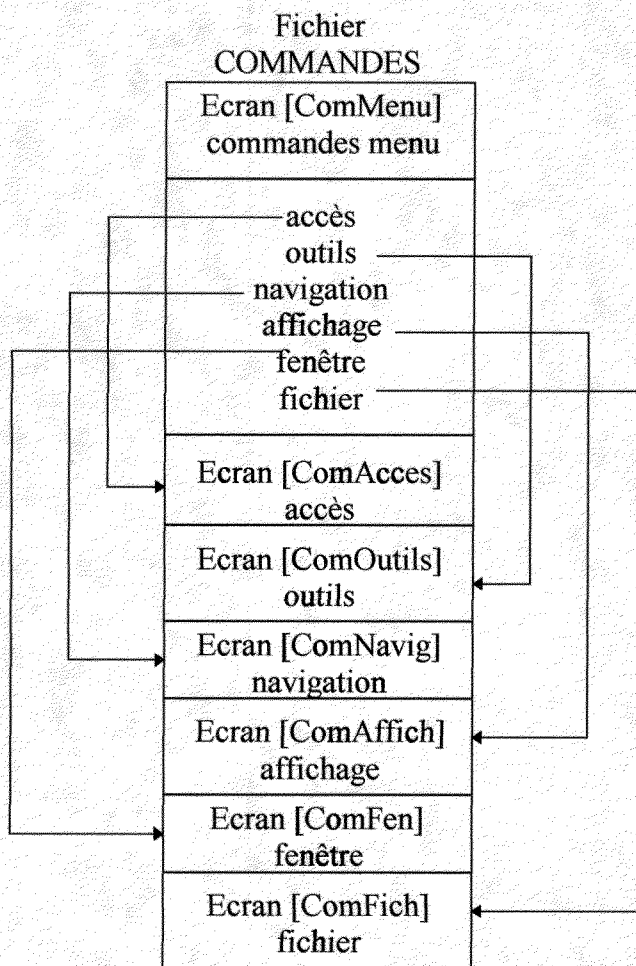 Fichier
COMMANDES
Ecran [ComMenu]
commandes menu
accès
outils
navigation
affichage
fenêtre
fichier
Ecran [ComAcces]
accès
Ecran [ComOutils]
outils
Ecran [ComNavig]
navigation
Ecran [ComAffich]
affichage
Ecran [ComFen]
fenêtre
Ecran [ComFich]
fichier